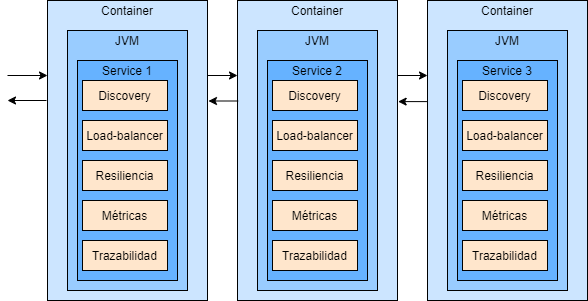 Container
JVM
Service 1
Discovery
Load-balancer
Resiliencia
Métricas
Trazabilidad
Container
JVM
Service 2
Discovery
Load-balancer
Resiliencia
Métricas
Trazabilidad
Container
JVM
Service 3
Discovery
Load-balancer
Resiliencia
Métricas
Trazabilidad